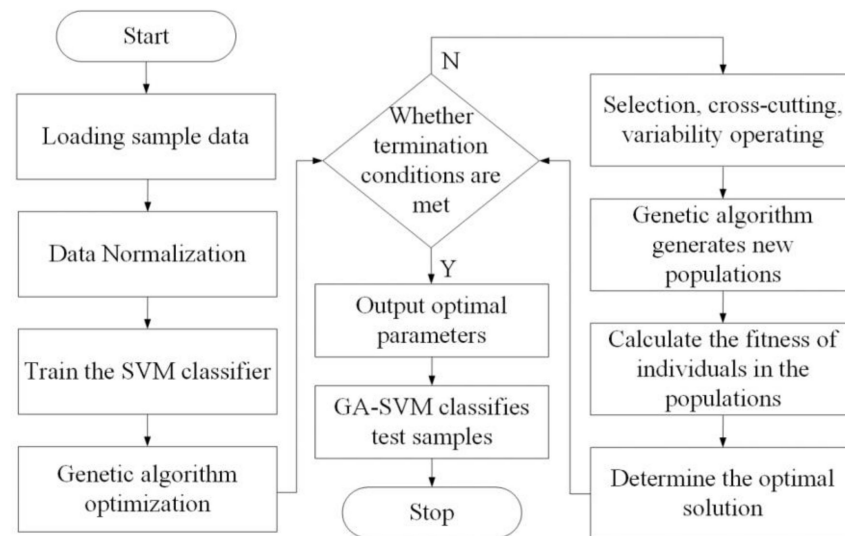 Start
Loading sample data
Data Normalization
Train the SVM classifier
Genetic algorithm
optimization
N
Whether
termination
conditions are
met
Y
Output optimal
parameters
GA-SVM classifies
test samples
Stop
Selection, cross-cutting,
variability operating
Genetic algorithm
generates new
populations
Calculate the fitness of
individuals in the
populations
Determine the optimal
solution